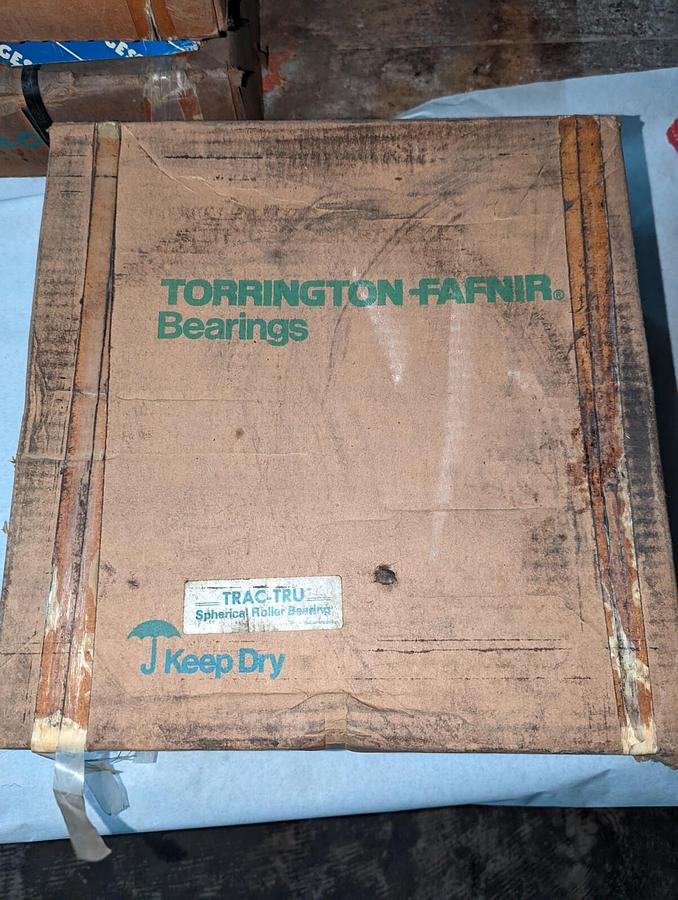 TORRINGTON-FAFNIR®
Bearings
TRAC-TRU
Spherical Roller Bearing
Keep Dry